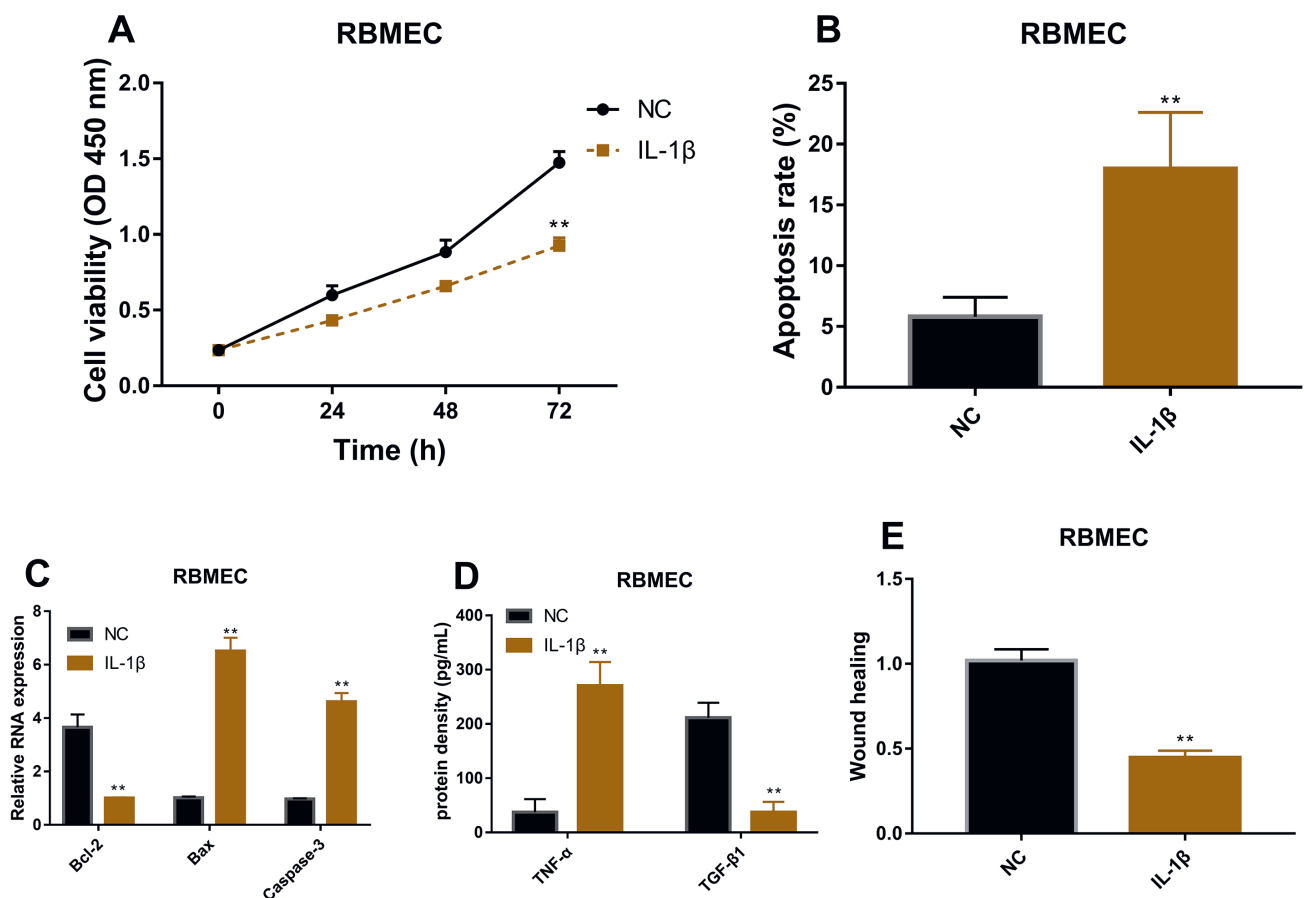 A
RBMEC
Cell viability (OD 450 nm)
2.0
1.5
1.0
0.5
0.0
0
24
48
72
Time (h)
NC
IL-1β
**
B
RBMEC
Apoptosis rate (%)
25
20
15
10
5
0
**
NC
IL-1β
C
RBMEC
Relative RNA expression
8
6
4
2
0
NC
IL-1β
**
**
**
Bcl-2
Bax
Caspase-3
D
RBMEC
protein density (pg/mL)
400
300
200
100
0
NC
IL-1β
**
**
TNF-α
TGF-β1
E
RBMEC
Wound healing
1.5
1.0
0.5
0.0
**
NC
IL-1β